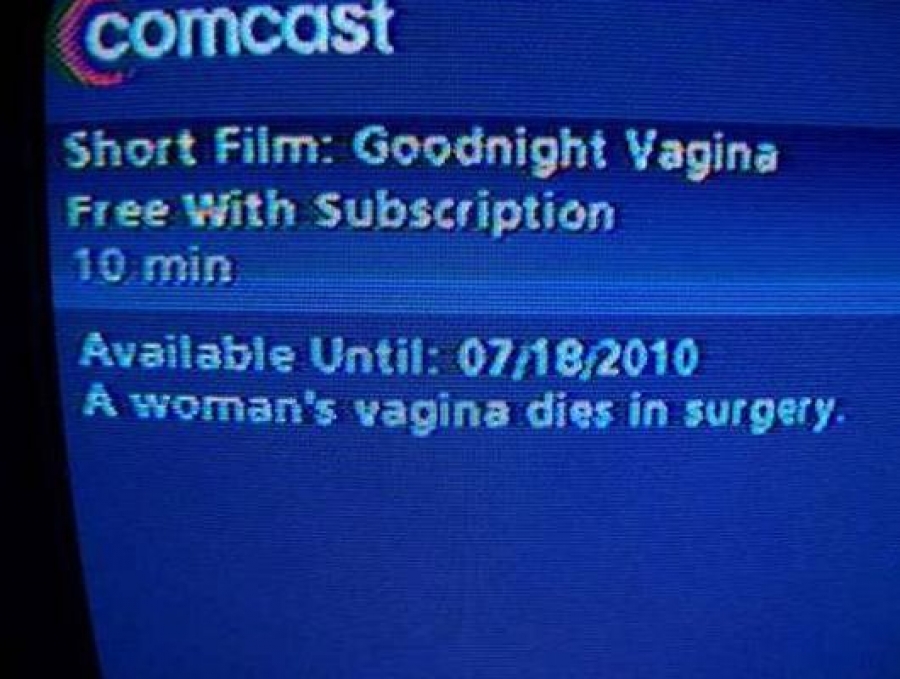 comcast
Short Film: Goodnight Vagina
Free With Subscription
10 min
Available Until: 07/18/2010
A woman's vagina dies in surgery.